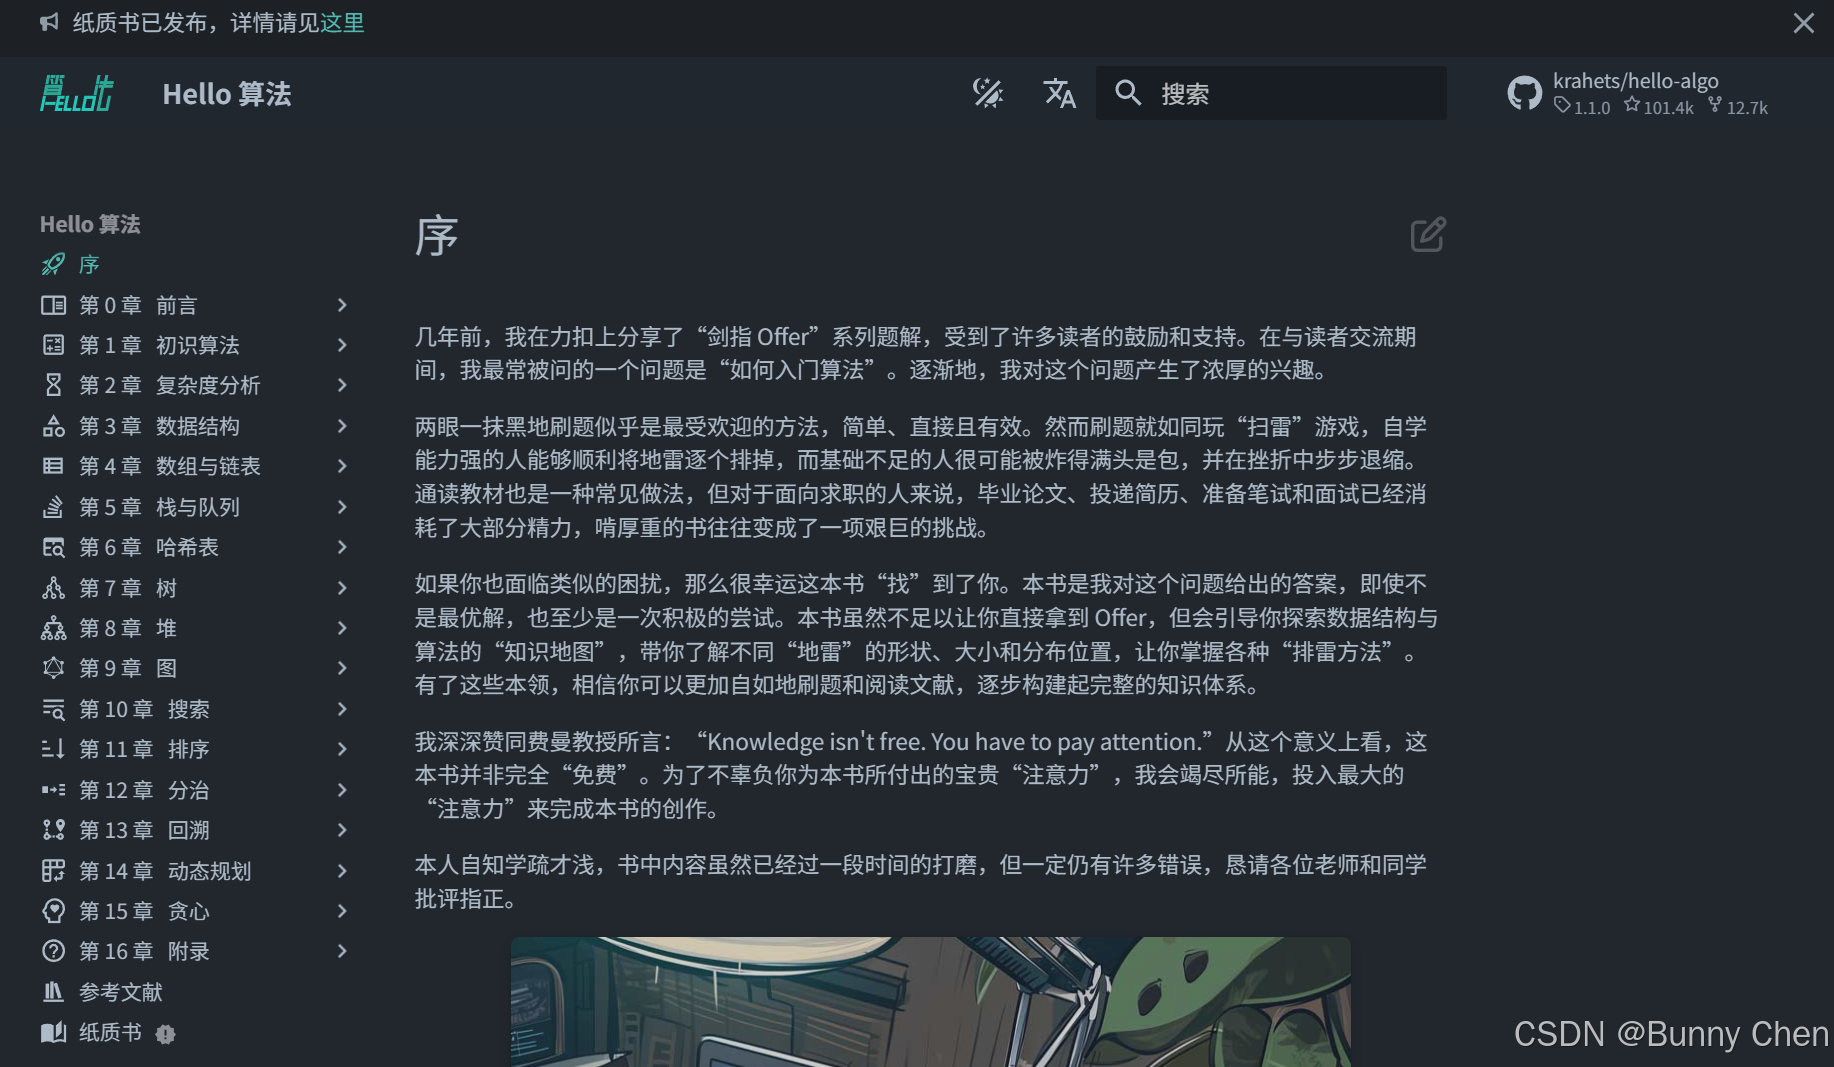 纸质书已发布，详情请见这里
Hello 算法
搜索
krahets/hello-algo
1.1.0 101.4k 12.7k
Hello 算法
序
第 0 章 前言
第 1 章 初识算法
第 2 章 复杂度分析
第 3 章 数据结构
第 4 章 数组与链表
第 5 章 栈与队列
第 6 章 哈希表
第 7 章 树
第 8 章 堆
第 9 章 图
第 10 章 搜索
第 11 章 排序
第 12 章 分治
第 13 章 回溯
第 14 章 动态规划
第 15 章 贪心
第 16 章 附录
参考文献
纸质书
序
几年前，我在力扣上分享了“剑指 Offer”系列题解，受到了许多读者的鼓励和支持。在与读者交流期
间，我最常被问的一个问题是“如何入门算法”。逐渐地，我对这个问题产生了浓厚的兴趣。
两眼一抹黑地刷题似乎是最受欢迎的方法，简单、直接且有效。然而刷题就如同玩“扫雷”游戏，自学
能力强的人能够顺利将地雷逐个排掉，而基础不足的人很可能被炸得满头是包，并在挫折中步步退缩。
通读教材也是一种常见做法，但对于面向求职的人来说，毕业论文、投递简历、准备笔试和面试已经消
耗了大部分精力，啃厚重的书往往变成了一项艰巨的挑战。
如果你也面临类似的困扰，那么很幸运这本书“找”到了你。本书是我对这个问题给出的答案，即使不
是最优解，也至少是一次积极的尝试。本书虽然不足以让你直接拿到 Offer，但会引导你探索数据结构与
算法的“知识地图”，带你了解不同“地雷”的形状、大小和分布位置，让你掌握各种“排雷方法”。
有了这些本领，相信你可以更加自如地刷题和阅读文献，逐步构建起完整的知识体系。
我深深赞同费曼教授所言：“Knowledge isn't free. You have to pay attention.”从这个意义上看，这
本书并非完全“免费”。为了不辜负你为本书所付出的宝贵“注意力”，我会竭尽所能，投入最大的
“注意力”来完成本书的创作。
本人自知学疏才浅，书中内容虽然已经过一段时间的打磨，但一定仍有许多错误，恳请各位老师和同学
批评指正。
CSDN @Bunny Chen